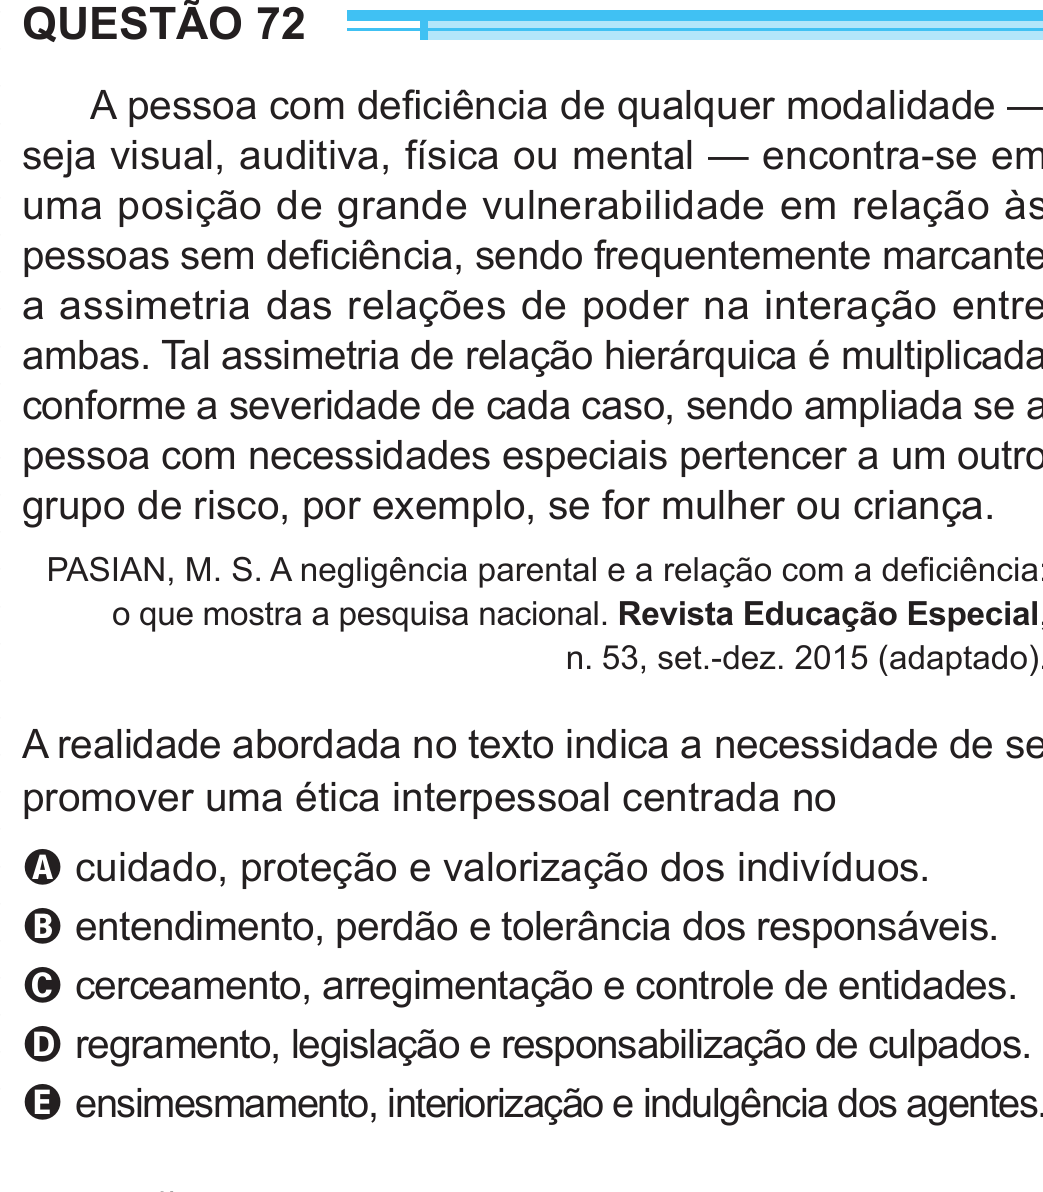 QUESTÃO 72
A pessoa com deficiência de qualquer modalidade —
seja visual, auditiva, física ou mental — encontra-se em
uma posição de grande vulnerabilidade em relação às
pessoas sem deficiência, sendo frequentemente marcante
a assimetria das relações de poder na interação entre
ambas. Tal assimetria de relação hierárquica é multiplicada
conforme a severidade de cada caso, sendo ampliada se a
pessoa com necessidades especiais pertencer a um outro
grupo de risco, por exemplo, se for mulher ou criança.
PASIAN, M. S. A negligência parental e a relação com a deficiência:
o que mostra a pesquisa nacional. Revista Educação Especial,
n. 53, set.-dez. 2015 (adaptado).
A realidade abordada no texto indica a necessidade de se
promover uma ética interpessoal centrada no
A cuidado, proteção e valorização dos indivíduos.
B entendimento, perdão e tolerância dos responsáveis.
C cerceamento, arregimentação e controle de entidades.
D regramento, legislação e responsabilização de culpados.
E ensimesmamento, interiorização e indulgência dos agentes.